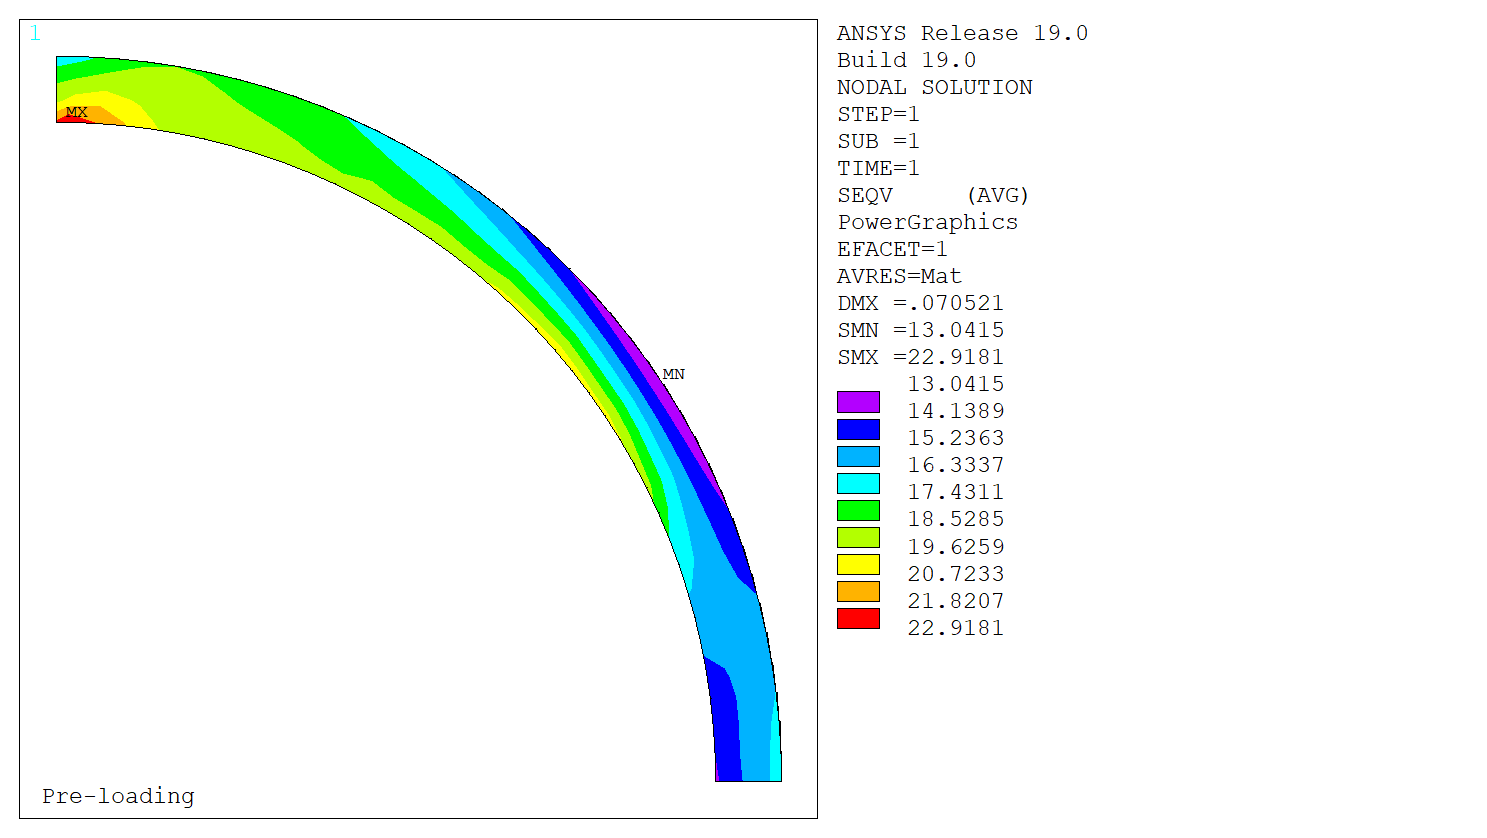 1
MX
MN
Pre-loading
ANSYS Release 19.0
Build 19.0
NODAL SOLUTION
STEP=1
SUB =1
TIME=1
SEQV     (AVG)
PowerGraphics
EFACET=1
AVRES=Mat
DMX =.070521
SMN =13.0415
SMX =22.9181
13.0415
14.1389
15.2363
16.3337
17.4311
18.5285
19.6259
20.7233
21.8207
22.9181